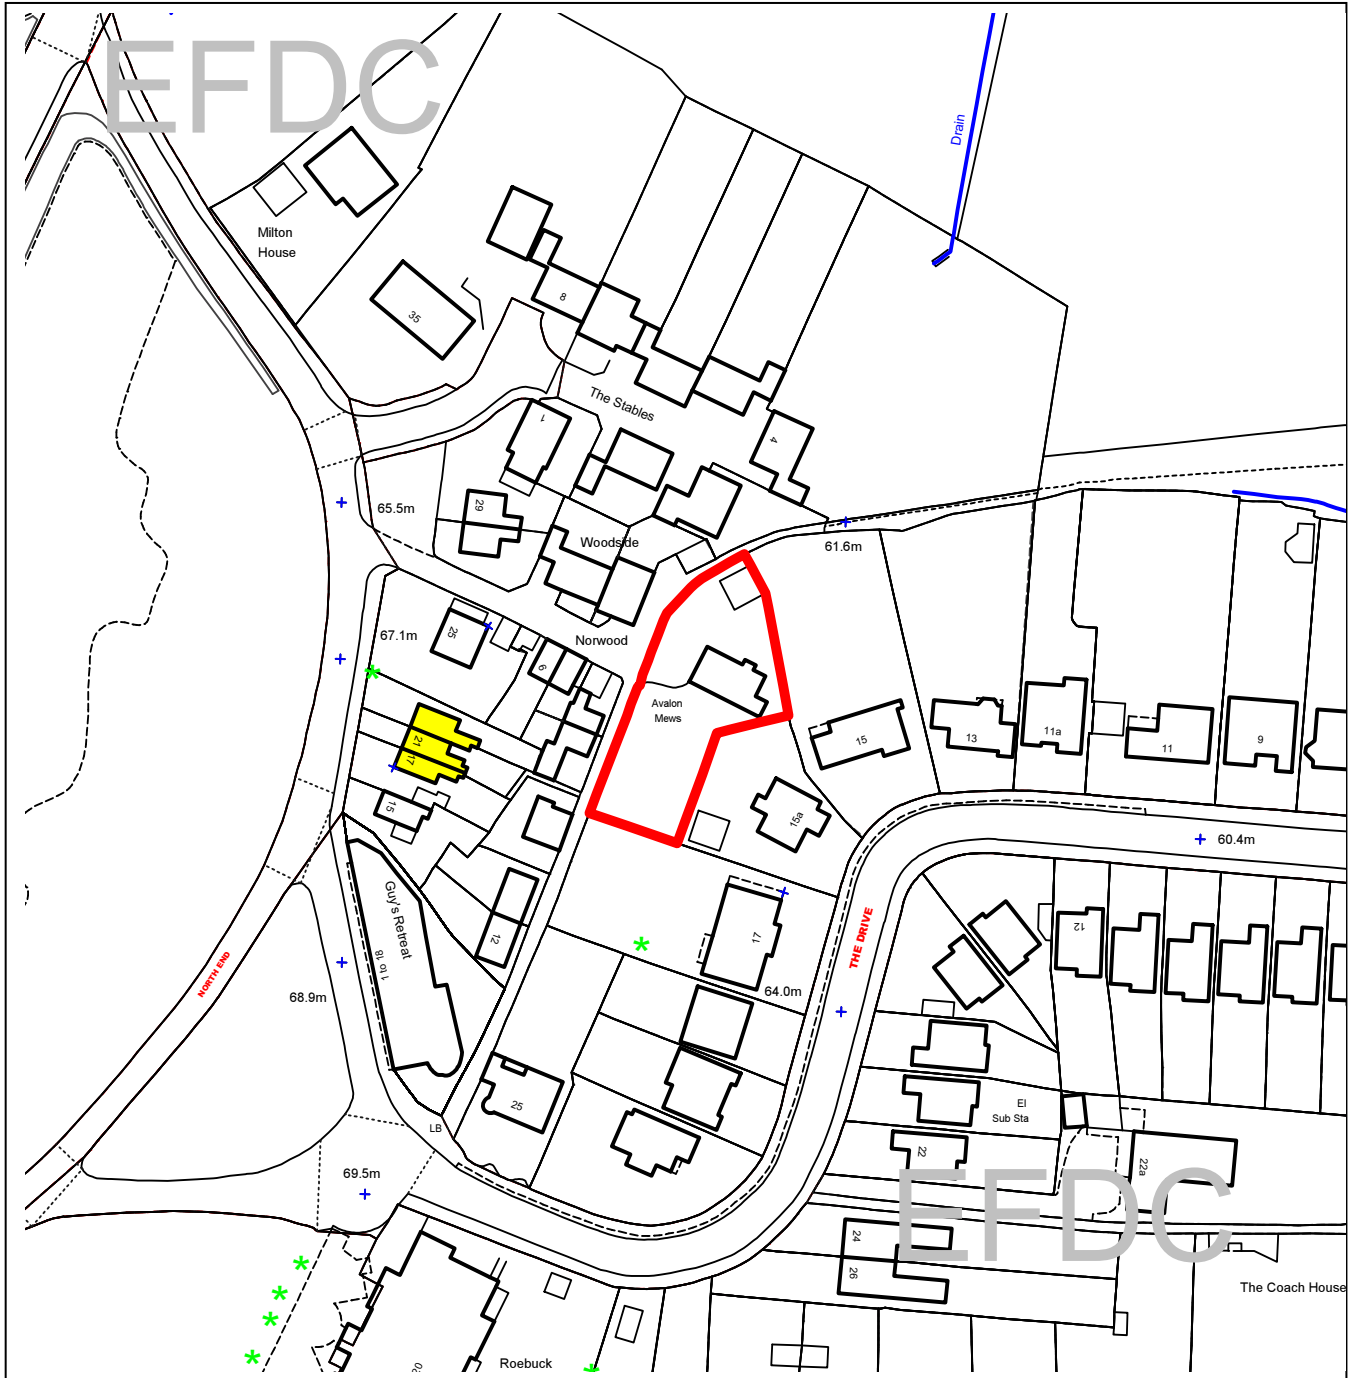 EFDC
Drain
Milton
House
8
35
The Stables
1
4
29
65.5m
Woodside
61.6m
67.1m
25
Norwood
6
Avalon
Mews
21
17
15
15
13
11a
11
9
15a
60.4m
Guy's Retreat
1 to 18
12
17
THE DRIVE
12
NORTH END
68.9m
64.0m
25
El
Sub Sta
LB
22
22a
69.5m
EFDC
24
26
The Coach House
Roebuck